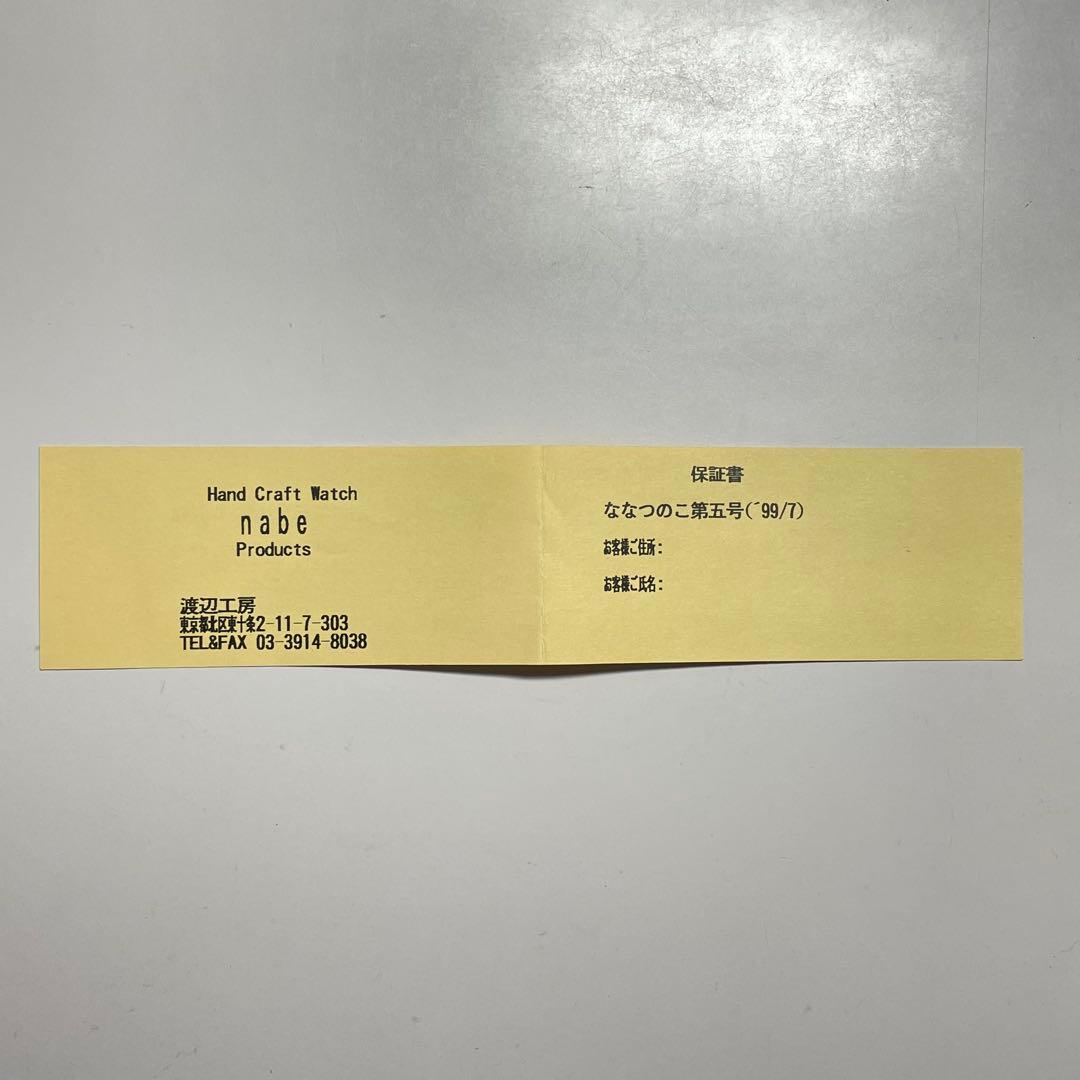 Hand Craft Watch
nabe
Products
渡辺工房
東京都北区東十条2-11-7-303
TEL&FAX 03-3914-8038
保証書
ななつのこ第五号(´99/7)
お客様ご住所:
お客様ご氏名: